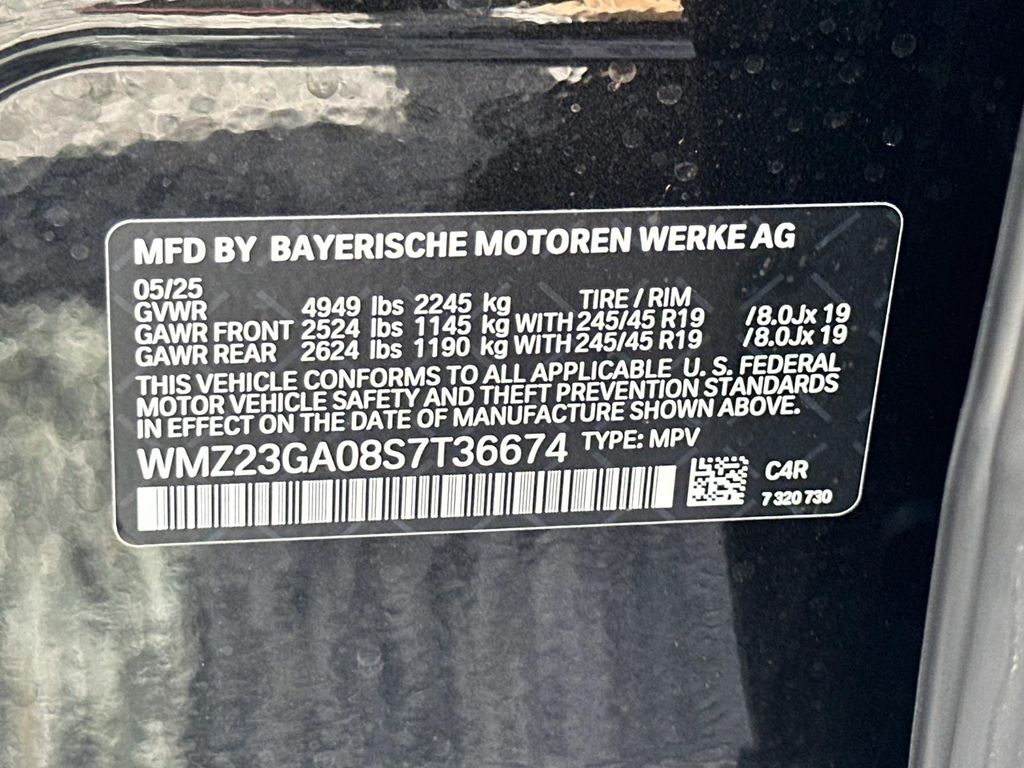 MFD BY BAYERISCHE MOTOREN WERKE AG
05/25
GVWR 4949 lbs 2245 kg TIRE / RIM
GAWR FRONT 2524 lbs 1145 kg WITH 245/45 R19 /8.0Jx 19
GAWR REAR 2624 lbs 1190 kg WITH 245/45 R19 /8.0Jx 19
THIS VEHICLE CONFORMS TO ALL APPLICABLE U. S. FEDERAL
MOTOR VEHICLE SAFETY AND THEFT PREVENTION STANDARDS
IN EFFECT ON THE DATE OF MANUFACTURE SHOWN ABOVE.
WMZ23GA08S7T36674 TYPE: MPV
C4R
7 320 730